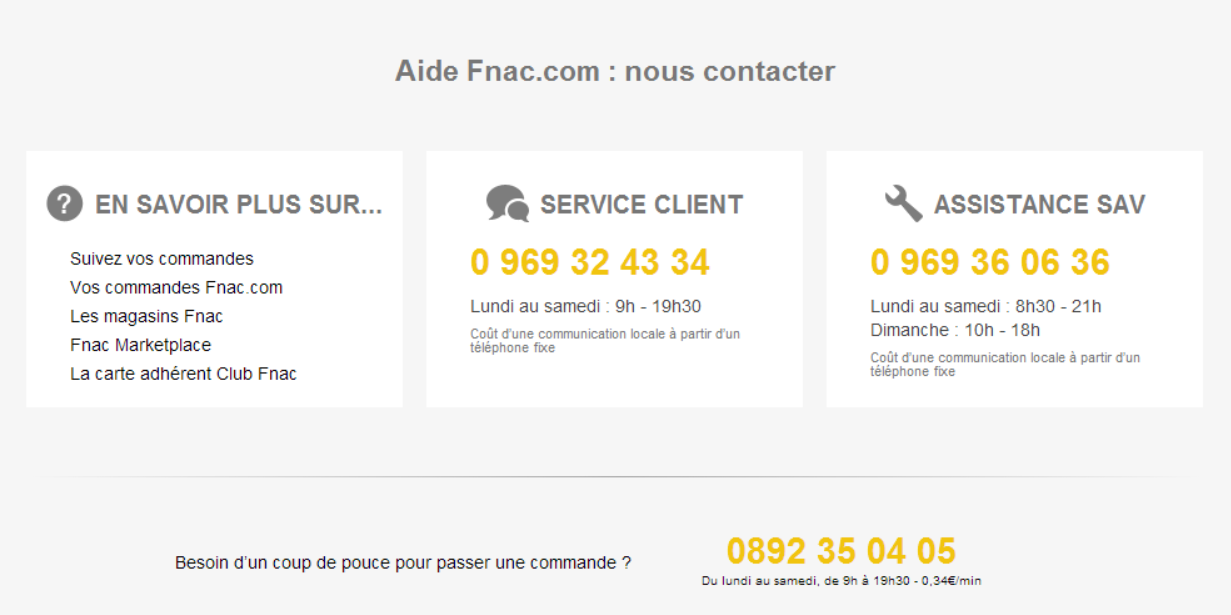 Aide Fnac.com : nous contacter
EN SAVOIR PLUS SUR...
Suivez vos commandes
Vos commandes Fnac.com
Les magasins Fnac
Fnac Marketplace
La carte adhérent Club Fnac
SERVICE CLIENT
0 969 32 43 34
Lundi au samedi : 9h - 19h30
Coût d'une communication locale à partir d'un
téléphone fixe
ASSISTANCE SAV
0 969 36 06 36
Lundi au samedi : 8h30 - 21h
Dimanche : 10h - 18h
Coût d'une communication locale à partir d'un
téléphone fixe
Besoin d'un coup de pouce pour passer une commande ?
0892 35 04 05
Du lundi au samedi, de 9h à 19h30 - 0,34€/min